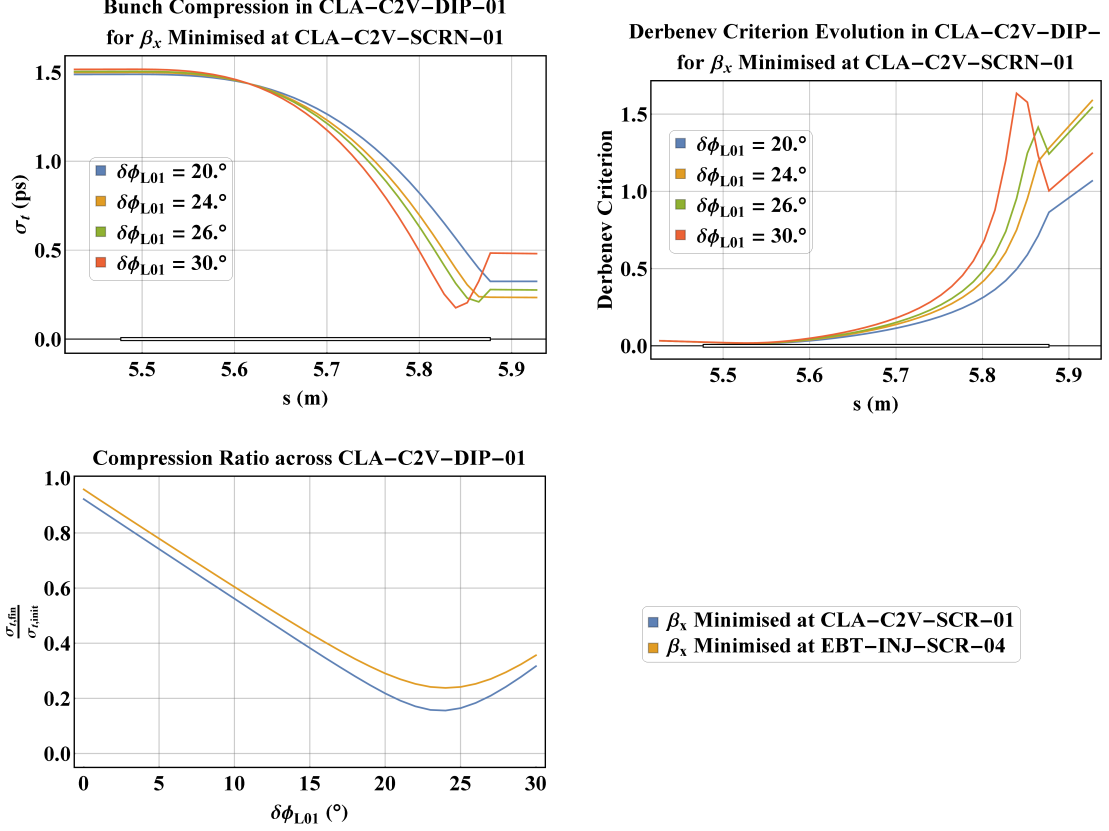 Bunch Compression in CLA−C2V−DIP−01
for βx Minimised at CLA−C2V−SCRN−01
σt (ps)
1.5
1.0
0.5
0.0
δϕL01 = 20.°
δϕL01 = 24.°
δϕL01 = 26.°
δϕL01 = 30.°
5.5 5.6 5.7 5.8 5.9
s (m)
Derbenev Criterion Evolution in CLA−C2V−DIP−
for βx Minimised at CLA−C2V−SCRN−01
Derbenev Criterion
1.5
1.0
0.5
0.0
δϕL01 = 20.°
δϕL01 = 24.°
δϕL01 = 26.°
δϕL01 = 30.°
5.5 5.6 5.7 5.8 5.9
s (m)
Compression Ratio across CLA−C2V−DIP−01
σt,fin
σt,init
1.0
0.8
0.6
0.4
0.2
0.0
0 5 10 15 20 25 30
δϕL01 (°)
βx Minimised at CLA−C2V−SCR−01
βx Minimised at EBT−INJ−SCR−04